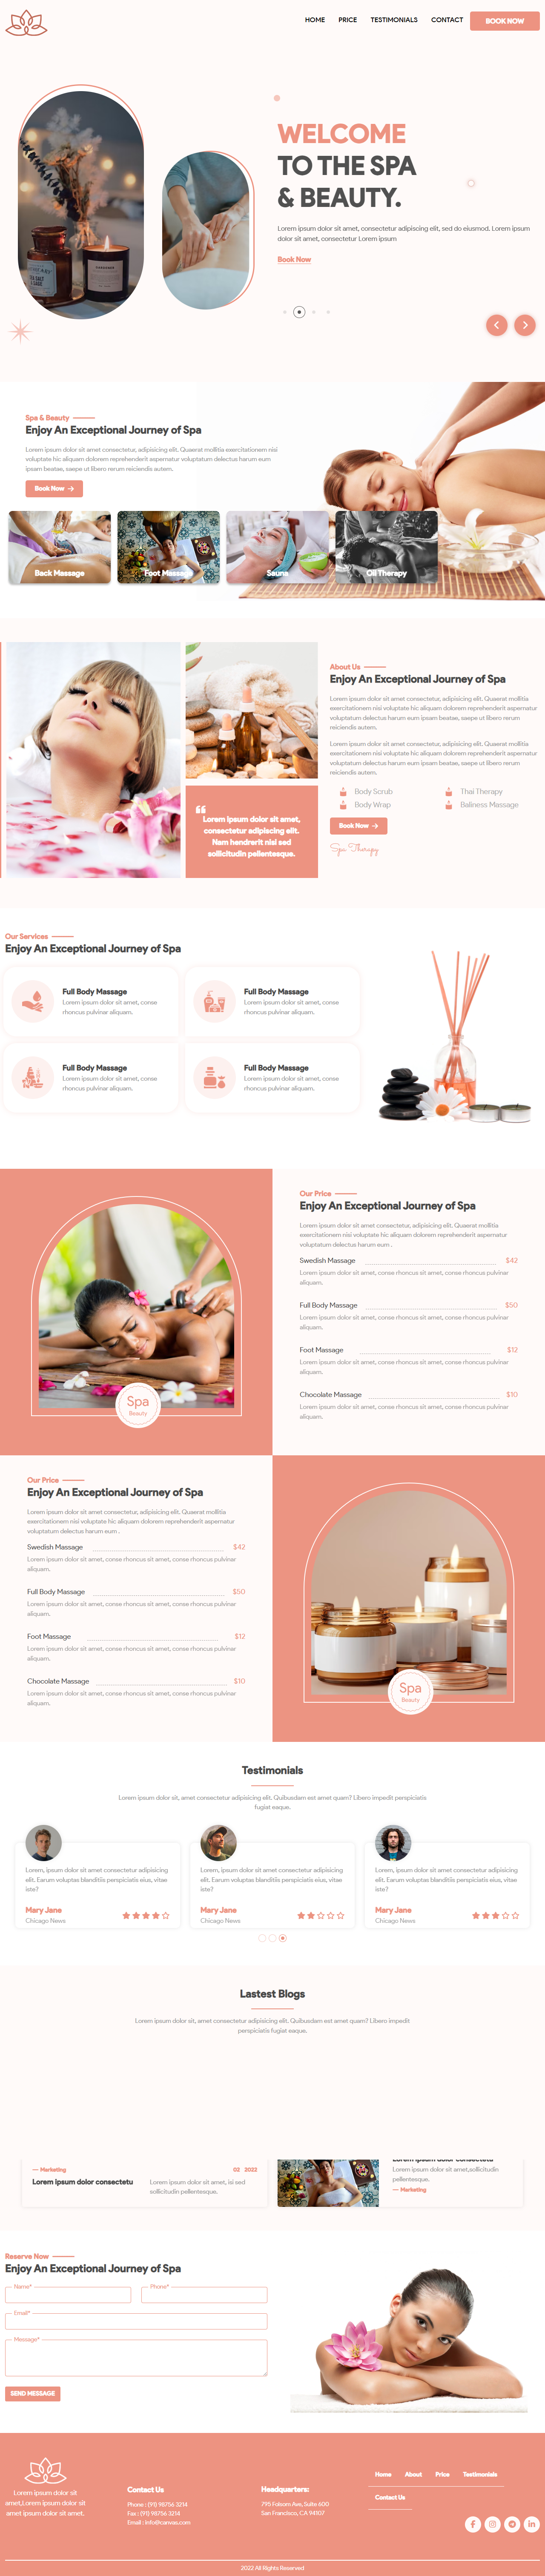 HOME PRICE TESTIMONIALS CONTACT BOOK NOW
WELCOME
TO THE SPA
& BEAUTY.
Lorem ipsum dolor sit amet, consectetur adipiscing elit, sed do eiusmod. Lorem ipsum
dolor sit amet, consectetur Lorem ipsum
Book Now
Spa & Beauty
Enjoy An Exceptional Journey of Spa
Lorem ipsum dolor sit amet consectetur, adipisicing elit. Quaerat mollitia exercitationem nisi
voluptate hic aliquam dolorem reprehenderit aspernatur voluptatum delectus harum eum
ipsam beatae, saepe ut libero rerum reiciendis autem.
Book Now
Back Massage
Foot Massage
Sauna
Oil Therapy
About Us
Enjoy An Exceptional Journey of Spa
Lorem ipsum dolor sit amet consectetur, adipisicing elit. Quaerat mollitia
exercitationem nisi voluptate hic aliquam dolorem reprehenderit aspernatur
voluptatum delectus harum eum ipsam beatae, saepe ut libero rerum
reiciendis autem.
Lorem ipsum dolor sit amet consectetur, adipisicing elit. Quaerat mollitia
exercitationem nisi voluptate hic aliquam dolorem reprehenderit aspernatur
voluptatum delectus harum eum ipsam beatae, saepe ut libero rerum
reiciendis autem.
Body Scrub
Thai Therapy
Body Wrap
Baliness Massage
Book Now
Spa Therapy
“ Lorem ipsum dolor sit amet,
consectetur adipiscing elit.
Nam hendrerit nisi sed
sollicitudin pellentesque.
Our Services
Enjoy An Exceptional Journey of Spa
Full Body Massage
Lorem ipsum dolor sit amet, conse
rhoncus pulvinar aliquam.
Full Body Massage
Lorem ipsum dolor sit amet, conse
rhoncus pulvinar aliquam.
Full Body Massage
Lorem ipsum dolor sit amet, conse
rhoncus pulvinar aliquam.
Full Body Massage
Lorem ipsum dolor sit amet, conse
rhoncus pulvinar aliquam.
Spa
Beauty
Our Price
Enjoy An Exceptional Journey of Spa
Lorem ipsum dolor sit amet consectetur, adipisicing elit. Quaerat mollitia
exercitationem nisi voluptate hic aliquam dolorem reprehenderit aspernatur
voluptatum delectus harum eum .
Swedish Massage $42
Lorem ipsum dolor sit amet, conse rhoncus sit amet, conse rhoncus pulvinar
aliquam.
Full Body Massage $50
Lorem ipsum dolor sit amet, conse rhoncus sit amet, conse rhoncus pulvinar
aliquam.
Foot Massage $12
Lorem ipsum dolor sit amet, conse rhoncus sit amet, conse rhoncus pulvinar
aliquam.
Chocolate Massage $10
Lorem ipsum dolor sit amet, conse rhoncus sit amet, conse rhoncus pulvinar
aliquam.
Our Price
Enjoy An Exceptional Journey of Spa
Lorem ipsum dolor sit amet consectetur, adipisicing elit. Quaerat mollitia
exercitationem nisi voluptate hic aliquam dolorem reprehenderit aspernatur
voluptatum delectus harum eum .
Swedish Massage $42
Lorem ipsum dolor sit amet, conse rhoncus sit amet, conse rhoncus pulvinar
aliquam.
Full Body Massage $50
Lorem ipsum dolor sit amet, conse rhoncus sit amet, conse rhoncus pulvinar
aliquam.
Foot Massage $12
Lorem ipsum dolor sit amet, conse rhoncus sit amet, conse rhoncus pulvinar
aliquam.
Chocolate Massage $10
Lorem ipsum dolor sit amet, conse rhoncus sit amet, conse rhoncus pulvinar
aliquam.
Spa
Beauty
Testimonials
Lorem ipsum dolor sit, amet consectetur adipisicing elit. Quibusdam est amet quam? Libero impedit perspiciatis
fugiat eaque.
Lorem, ipsum dolor sit amet consectetur adipisicing
elit. Earum voluptas blanditiis perspiciatis eius, vitae
iste?
Mary Jane
Chicago News
Lorem, ipsum dolor sit amet consectetur adipisicing
elit. Earum voluptas blanditiis perspiciatis eius, vitae
iste?
Mary Jane
Chicago News
Lorem, ipsum dolor sit amet consectetur adipisicing
elit. Earum voluptas blanditiis perspiciatis eius, vitae
iste?
Mary Jane
Chicago News
Lastest Blogs
Lorem ipsum dolor sit, amet consectetur adipisicing elit. Quibusdam est amet quam? Libero impedit
perspiciatis fugiat eaque.
— Marketing 02 2022
Lorem ipsum dolor consectetu
Lorem ipsum dolor sit amet, isi sed
sollicitudin pellentesque.
Lorem ipsum dolor consectetu
Lorem ipsum dolor sit amet,sollicitudin
pellentesque.
— Marketing
Reserve Now
Enjoy An Exceptional Journey of Spa
Name*
Phone*
Email*
Message*
SEND MESSAGE
Lorem ipsum dolor sit
amet,Lorem ipsum dolor sit
amet ipsum dolor sit amet.
Contact Us
Phone : (91) 98756 3214
Fax : (91) 98756 3214
Email : info@canvas.com
Headquarters:
795 Folsom Ave, Suite 600
San Francisco, CA 94107
Home About Price Testimonials
Contact Us
2022 All Rights Reserved